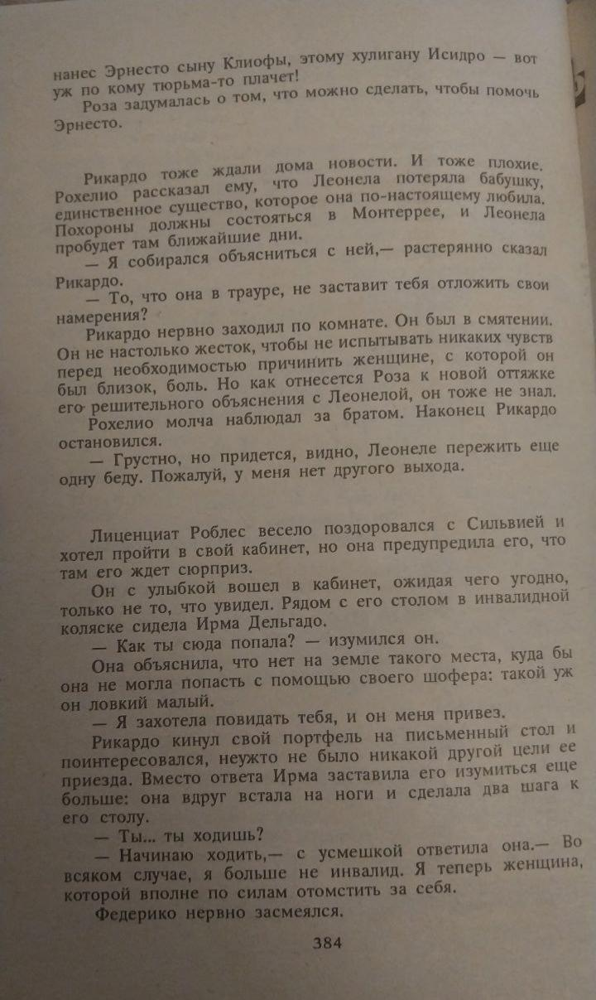 нанес Эрнесто сыну Клиофы, этому хулигану Исидро — вот
уж по кому тюрьма-то плачет!
Роза задумалась о том, что можно сделать, чтобы помочь
Эрнесто.
Рикардо тоже ждали дома новости. И тоже плохие.
Рохелио рассказал ему, что Леонела потеряла бабушку,
единственное существо, которое она по-настоящему любила.
Похороны должны состояться в Монтеррее, и Леонела
пробудет там ближайшие дни.
— Я собирался объясниться с ней,— растерянно сказал
Рикардо.
— То, что она в трауре, не заставит тебя отложить свои
намерения?
Рикардо нервно заходил по комнате. Он был в смятении.
Он не настолько жесток, чтобы не испытывать никаких чувств
перед необходимостью причинить женщине, с которой он
был близок, боль. Но как отнесется Роза к новой оттяжке
его решительного объяснения с Леонелой, он тоже не знал.
Рохелио молча наблюдал за братом. Наконец Рикардо
остановился.
— Грустно, но придется, видно, Леонеле пережить еще
одну беду. Пожалуй, у меня нет другого выхода.
Лиценциат Роблес весело поздоровался с Сильвией и
хотел пройти в свой кабинет, но она предупредила его, что
там его ждет сюрприз.
Он с улыбкой вошел в кабинет, ожидая чего угодно,
только не то, что увидел. Рядом с его столом в инвалидной
коляске сидела Ирма Дельгадо.
— Как ты сюда попала? — изумился он.
Она объяснила, что нет на земле такого места, куда бы
она не могла попасть с помощью своего шофера: такой уж
он ловкий малый.
— Я захотела повидать тебя, и он меня привез.
Рикардо кинул свой портфель на письменный стол и
поинтересовался, неужто не было никакой другой цели ее
приезда. Вместо ответа Ирма заставила его изумиться еще
больше: она вдруг встала на ноги и сделала два шага к
его столу.
— Ты... ты ходишь?
— Начинаю ходить,— с усмешкой ответила она.— Во
всяком случае, я больше не инвалид. Я теперь женщина,
которой вполне по силам отомстить за себя.
Федерико нервно засмеялся.
384